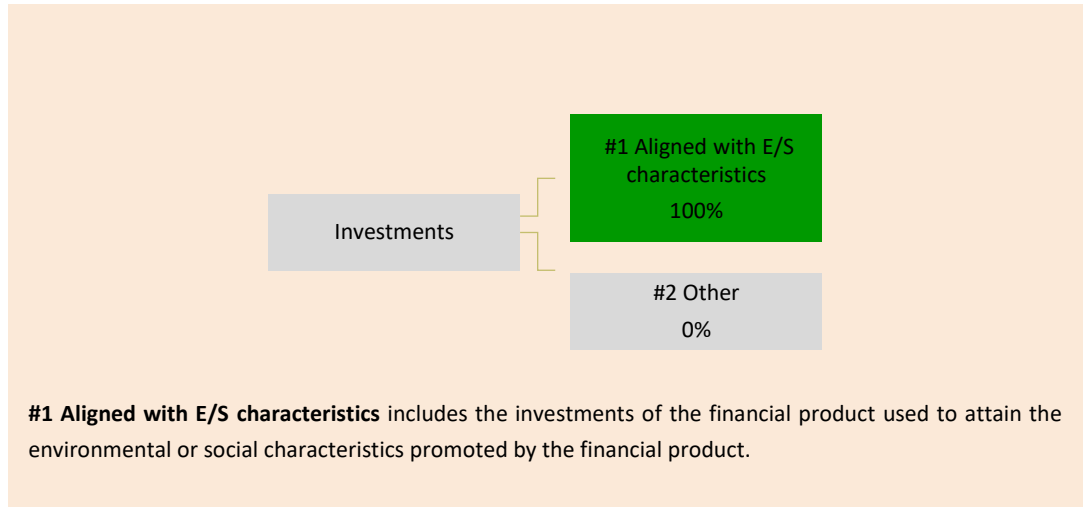 #1 Aligned with E/S
characteristics
100%
Investments
#2 Other
0%
#1 Aligned with E/S characteristics includes the investments of the financial product used to attain the
environmental or social characteristics promoted by the financial product.